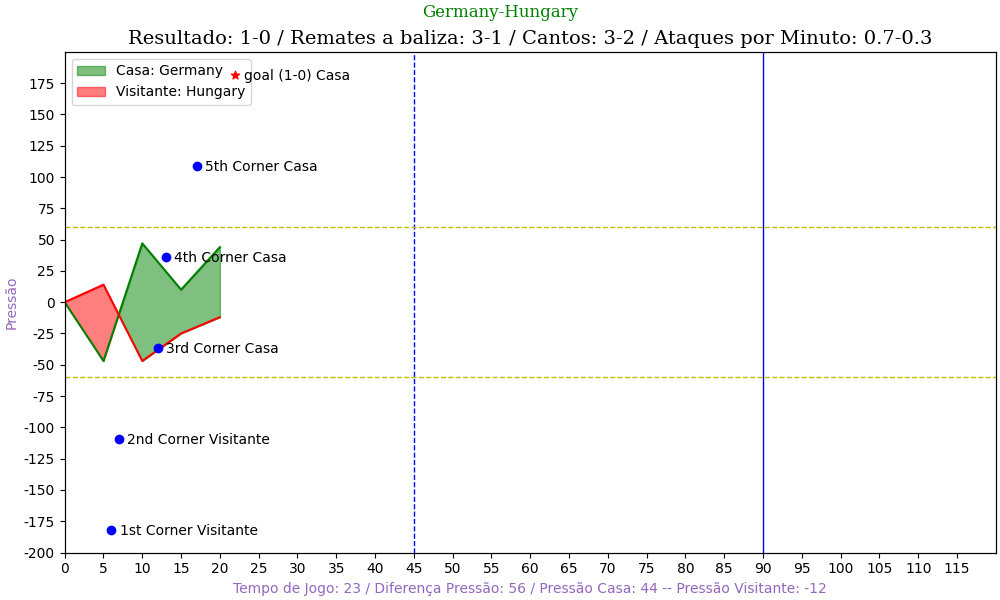 Germany-Hungary
Resultado: 1-0 / Remates a baliza: 3-1 / Cantos: 3-2 / Ataques por Minuto: 0.7-0.3
Casa: Germany
Visitante: Hungary
goal (1-0) Casa
5th Corner Casa
4th Corner Casa
3rd Corner Casa
2nd Corner Visitante
1st Corner Visitante
Pressão
175
150
125
100
75
50
25
0
-25
-50
-75
-100
-125
-150
-175
-200
0 5 10 15 20 25 30 35 40 45 50 55 60 65 70 75 80 85 90 95 100 105 110 115
Tempo de Jogo: 23 / Diferença Pressão: 56 / Pressão Casa: 44 -- Pressão Visitante: -12